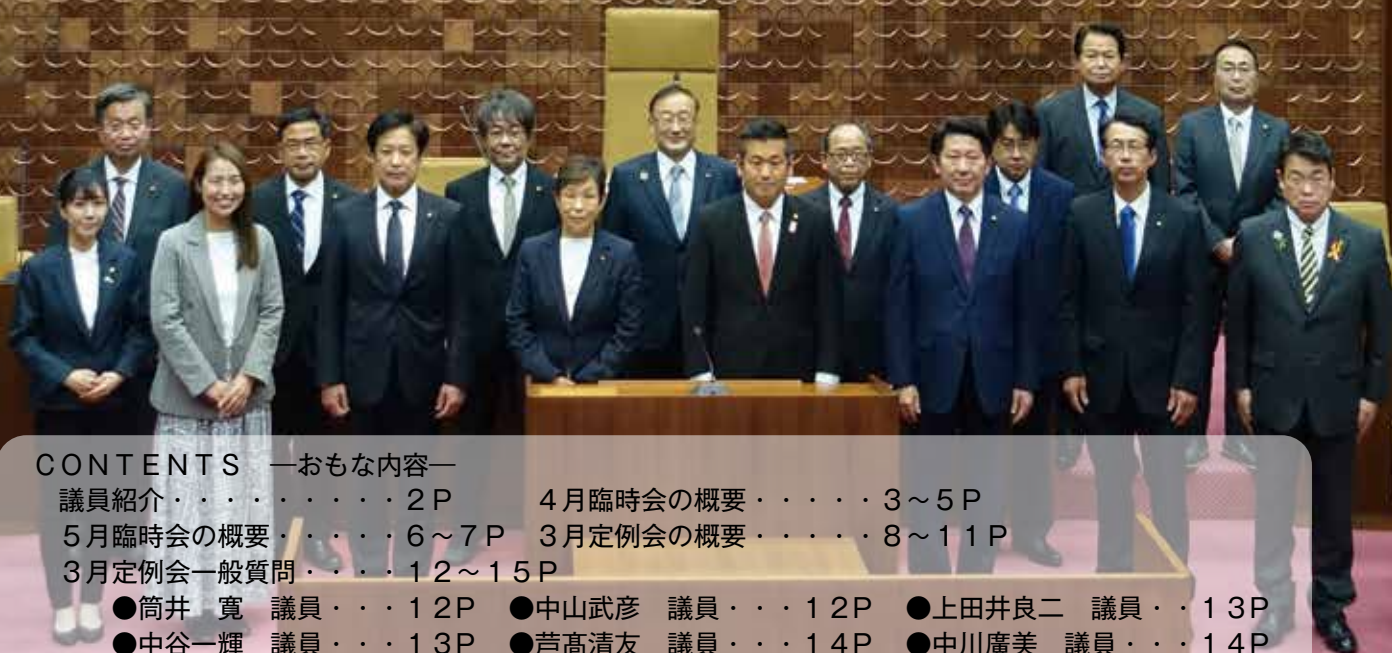 CONTENTS ―おもな内容―
議員紹介・・・・・・・・・2P　4月臨時会の概要・・・・・3～5P
5月臨時会の概要・・・・・6～7P　3月定例会の概要・・・・・8～11P
3月定例会一般質問・・・・12～15P
●筒井　寛　議員・・・12P　●中山武彦　議員・・・12P　●上田井良二　議員・・13P
●中谷一輝　議員・・・13P　●芦髙清友　議員・・・14P　●中川廣美　議員・・・14P